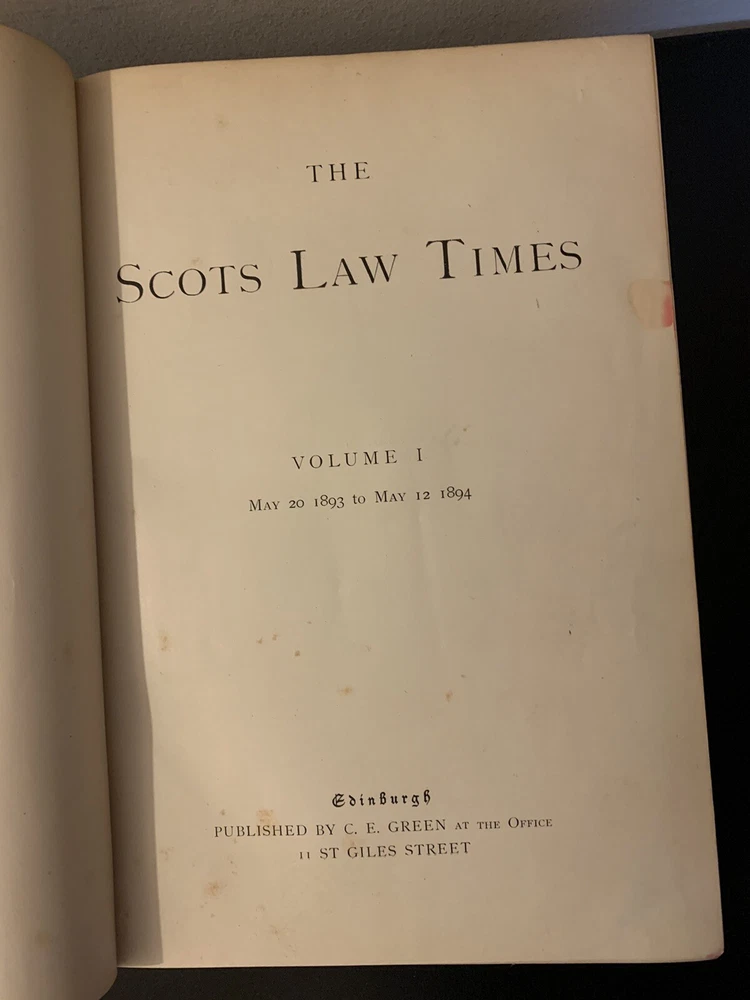 THE
SCOTS LAW TIMES
VOLUME I
MAY 20 1893 to MAY 12 1894
Edinburgh
PUBLISHED BY C. E. GREEN AT THE OFFICE
11 ST GILES STREET